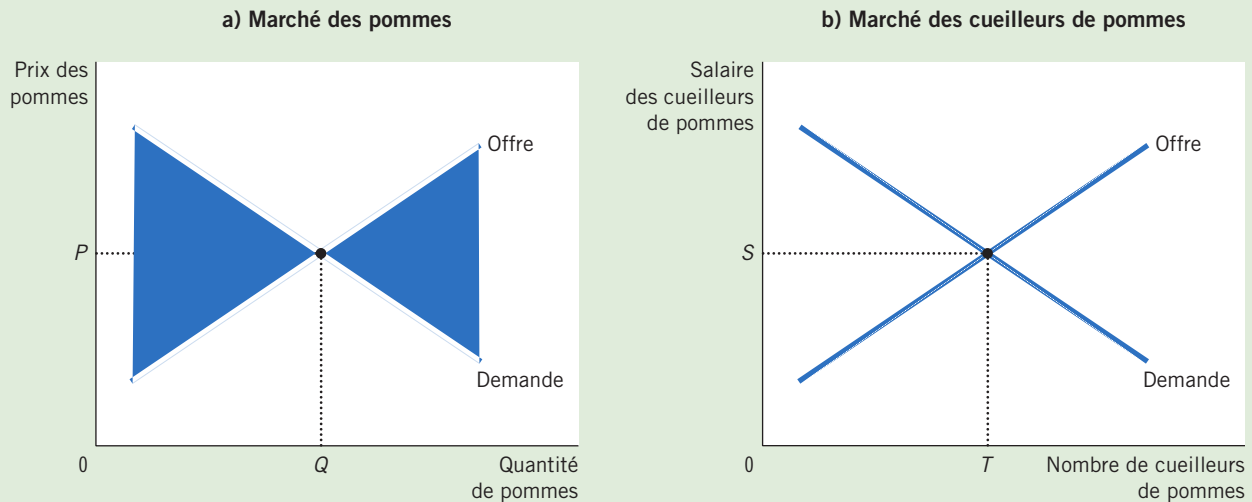 a) Marché des pommes
Prix des
pommes
Offre
P
Demande
0
Q
Quantité
de pommes
b) Marché des cueilleurs de pommes
Salaire
des cueilleurs
de pommes
Offre
S
Demande
0
T
Nombre de cueilleurs
de pommes